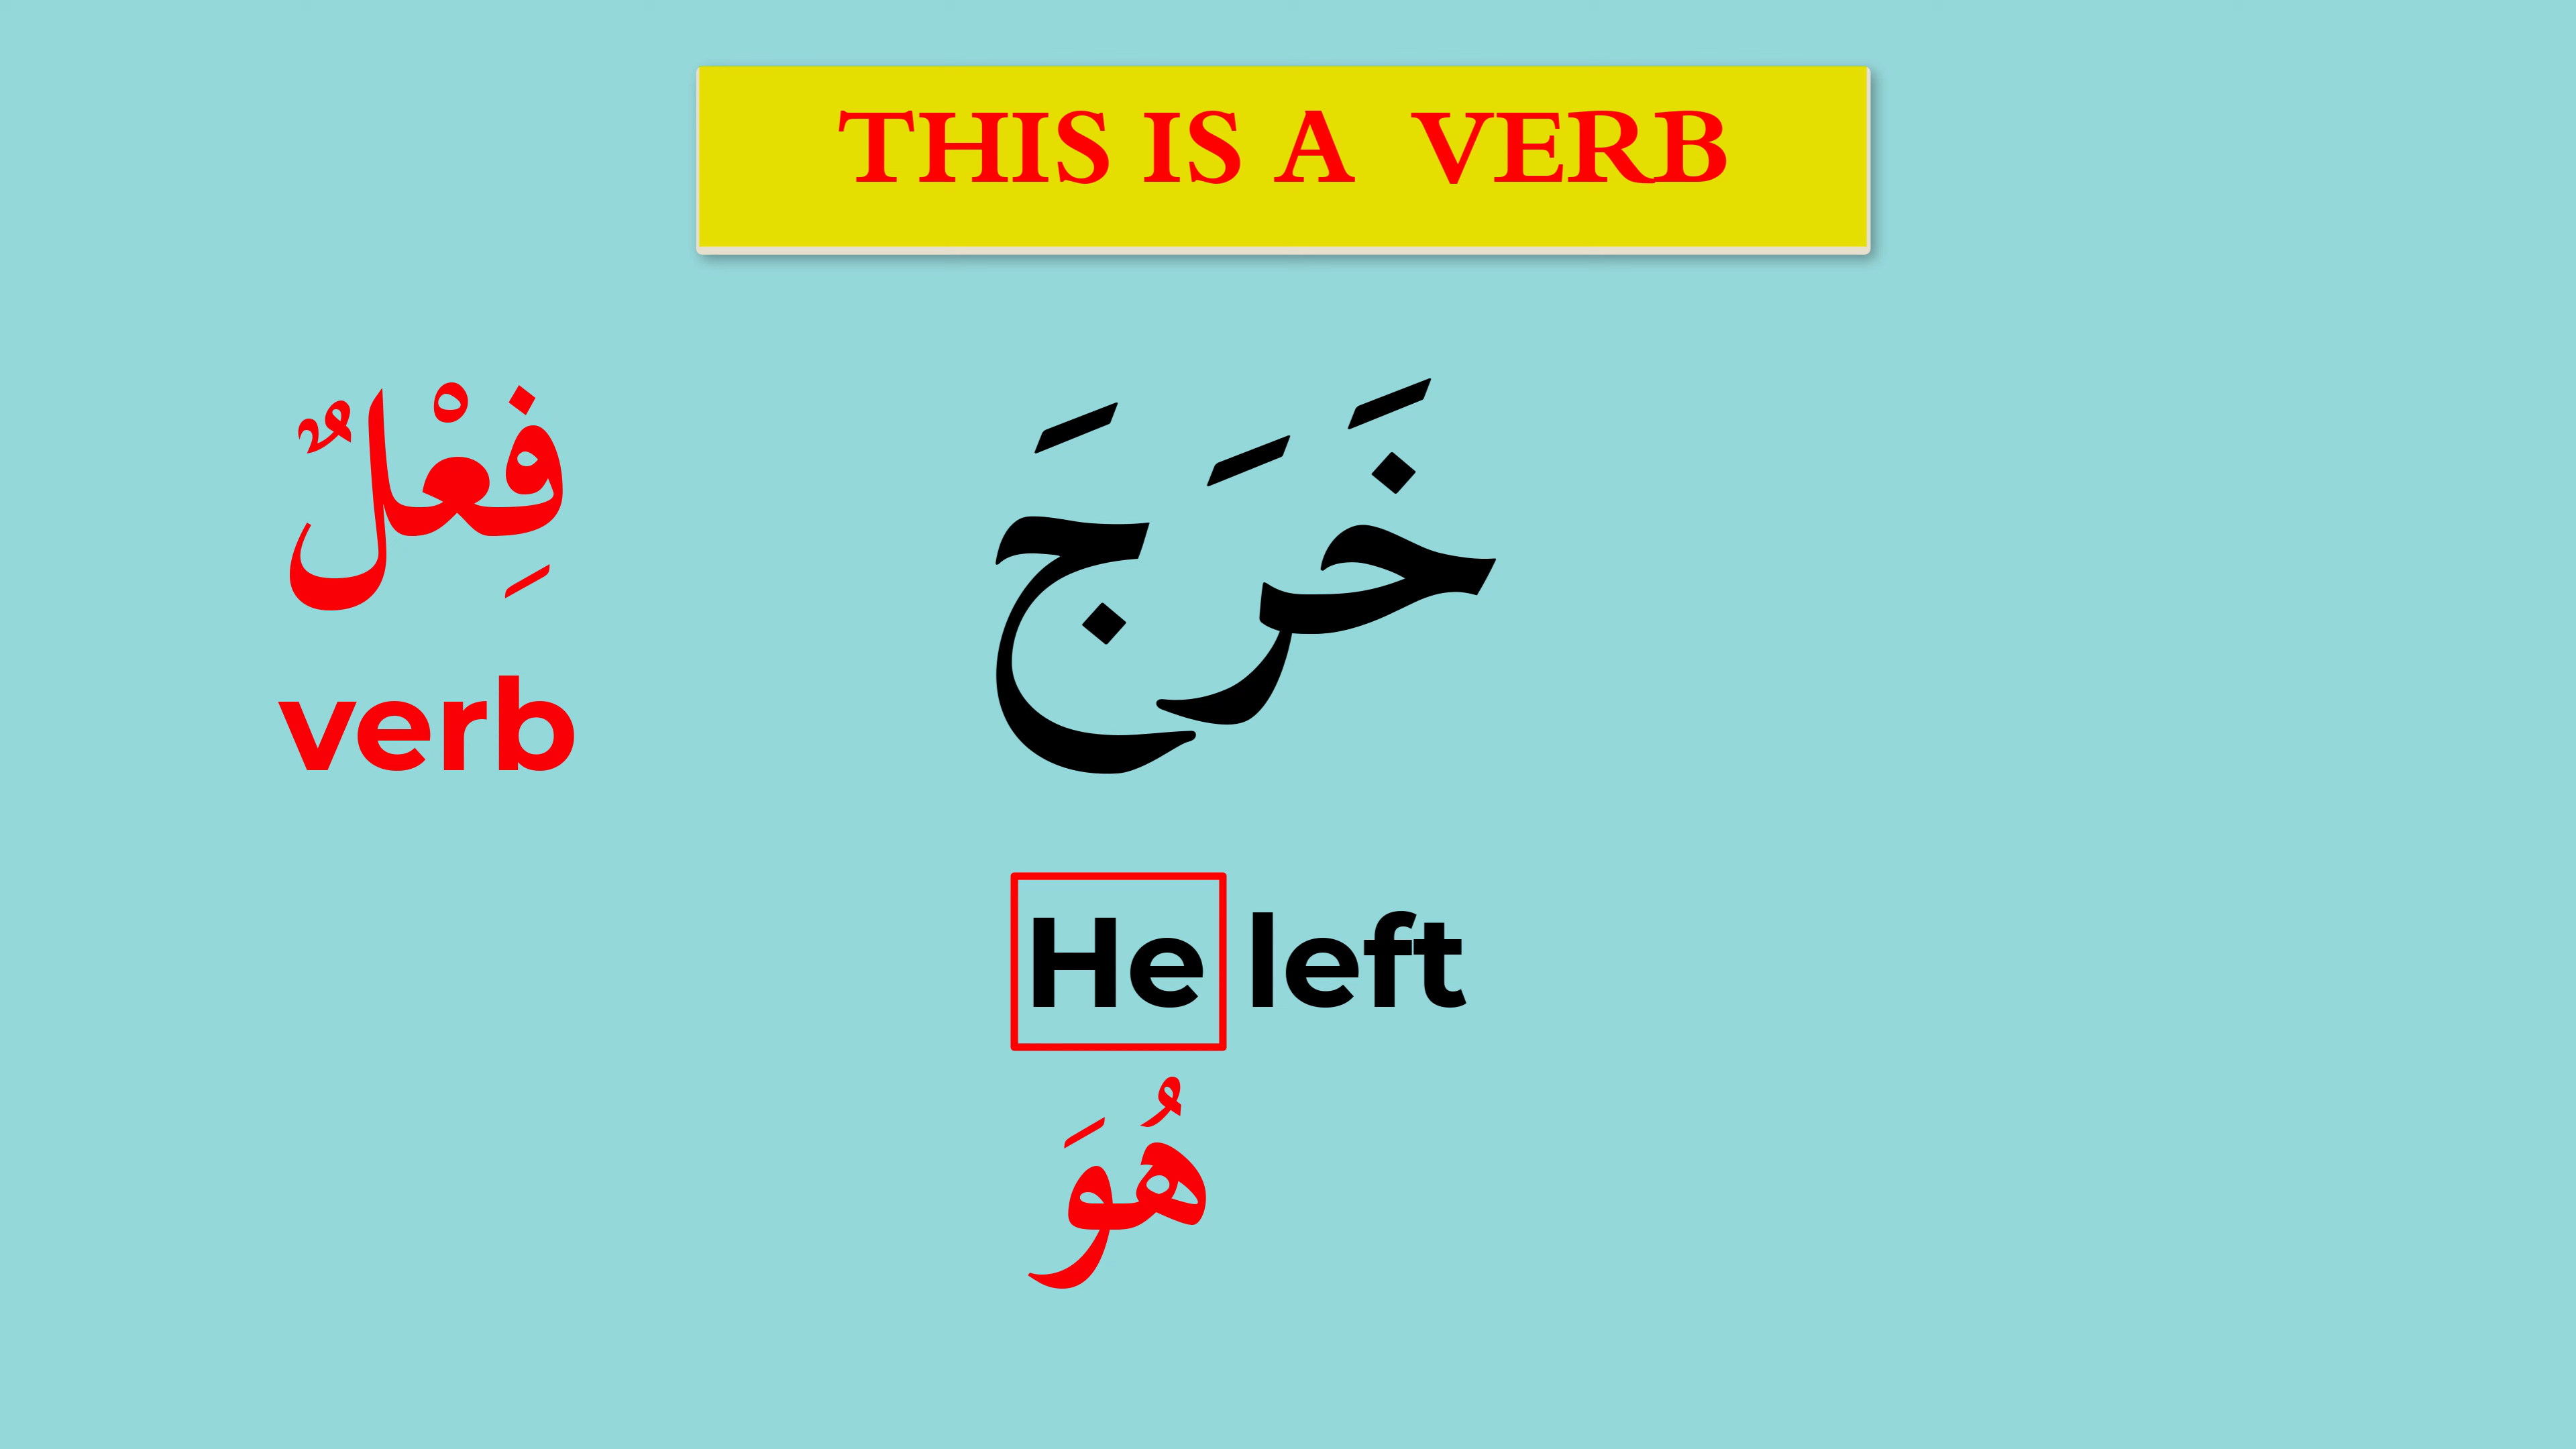 THIS IS A VERB
فِعْلٌ
verb
خَرَجَ
He left
هُوَ